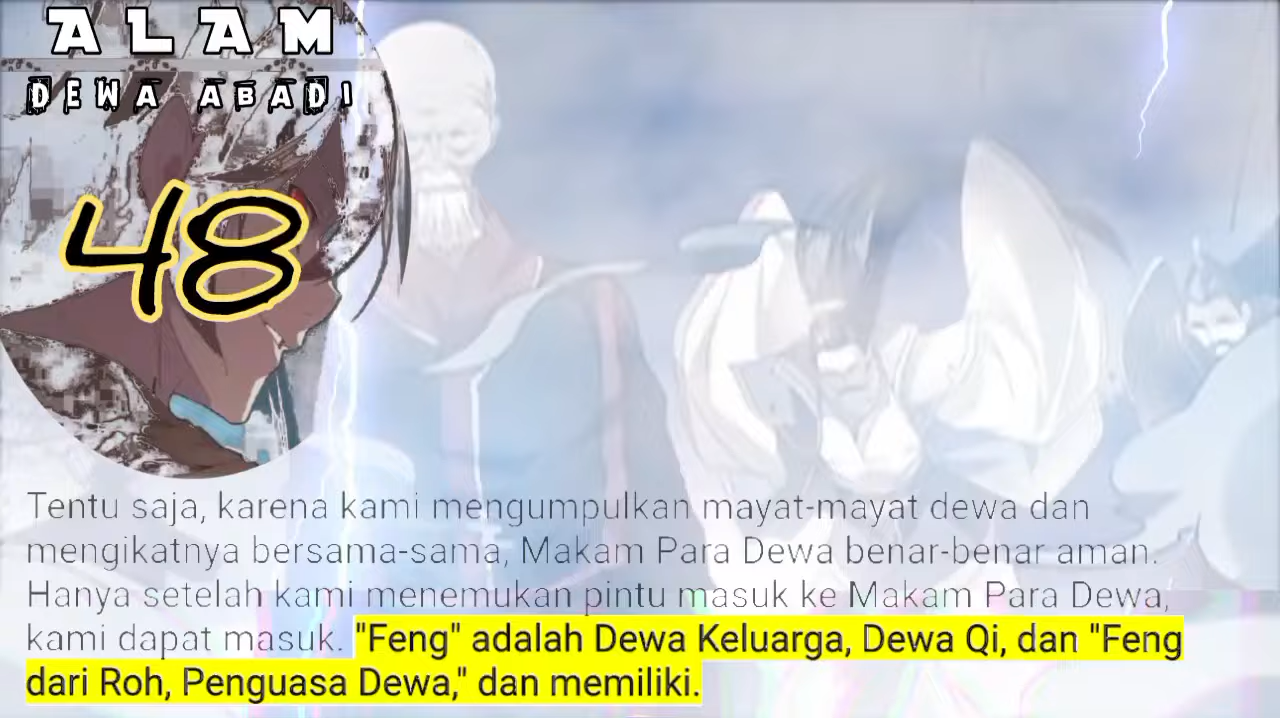 ALAM
DEWA ABADI
48
Tentu saja, karena kami mengumpulkan mayat-mayat dewa dan
mengikatnya bersama-sama, Makam Para Dewa benar-benar aman.
Hanya setelah kami menemukan pintu masuk ke Makam Para Dewa,
kami dapat masuk. "Feng" adalah Dewa Keluarga, Dewa Qi, dan "Feng
dari Roh, Penguasa Dewa," dan memiliki.